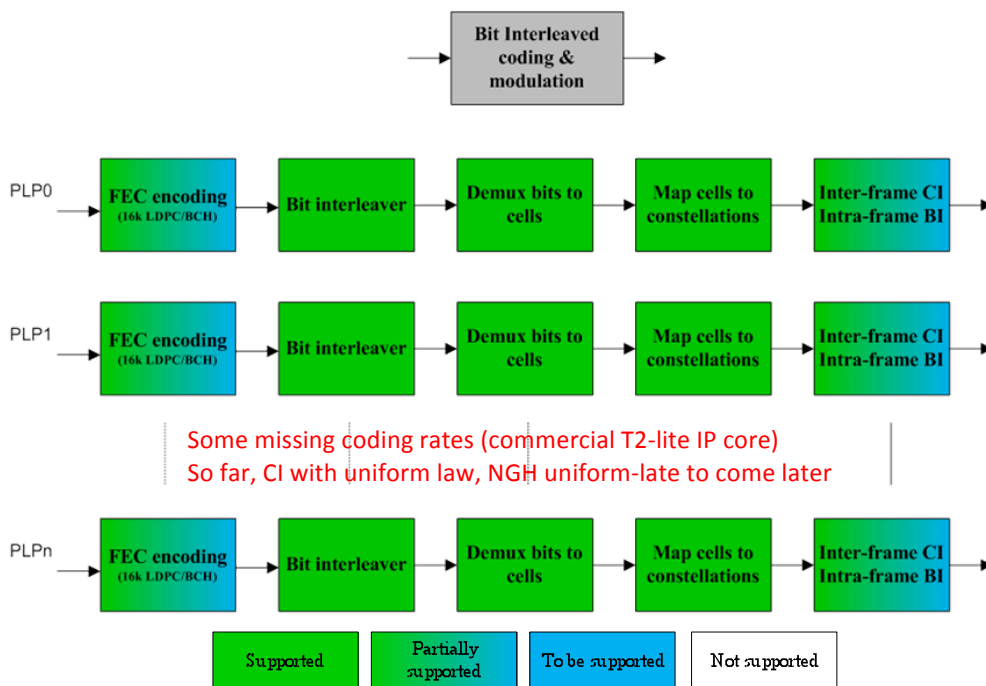 Bit Interleaved
coding &
modulation
PLP0
FEC encoding
(16k LDPC/BCH)
Bit interleaver
Demux bits to
cells
Map cells to
constellations
Inter-frame CI
Intra-frame BI
PLP1
FEC encoding
(16k LDPC/BCH)
Bit interleaver
Demux bits to
cells
Map cells to
constellations
Inter-frame CI
Intra-frame BI
Some missing coding rates (commercial T2-lite IP core)
So far, CI with uniform law, NGH uniform-late to come later
PLPn
FEC encoding
(16k LDPC/BCH)
Bit interleaver
Demux bits to
cells
Map cells to
constellations
Inter-frame CI
Intra-frame BI
Supported
Partially
supported
To be supported
Not supported